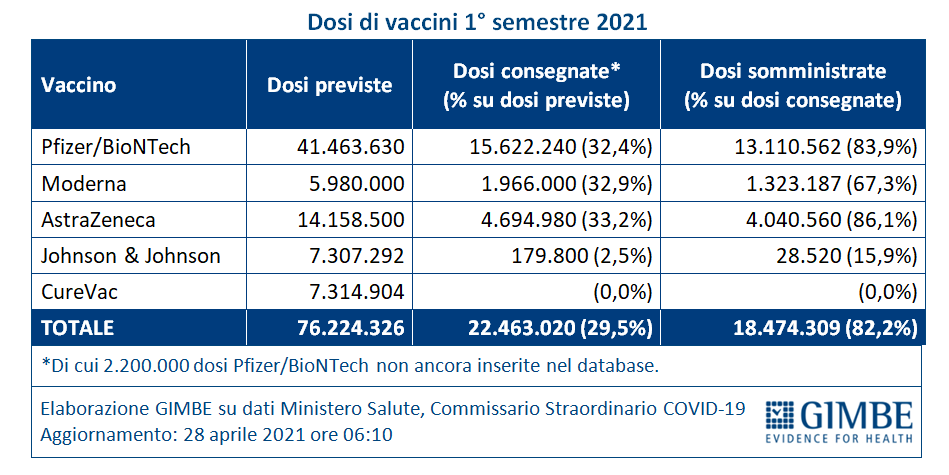 Dosi di vaccini 1° semestre 2021
Vaccino Dosi previste Dosi consegnate* (% su dosi previste) Dosi somministrate (% su dosi consegnate)
Pfizer/BioNTech 41.463.630 15.622.240 (32,4%) 13.110.562 (83,9%)
Moderna 5.980.000 1.966.000 (32,9%) 1.323.187 (67,3%)
AstraZeneca 14.158.500 4.694.980 (33,2%) 4.040.560 (86,1%)
Johnson & Johnson 7.307.292 179.800 (2,5%) 28.520 (15,9%)
CureVac 7.314.904 (0,0%) (0,0%)
TOTALE 76.224.326 22.463.020 (29,5%) 18.474.309 (82,2%)
*Di cui 2.200.000 dosi Pfizer/BioNTech non ancora inserite nel database.
Elaborazione GIMBE su dati Ministero Salute, Commissario Straordinario COVID-19
Aggiornamento: 28 aprile 2021 ore 06:10
GIMBE
EVIDENCE FOR HEALTH